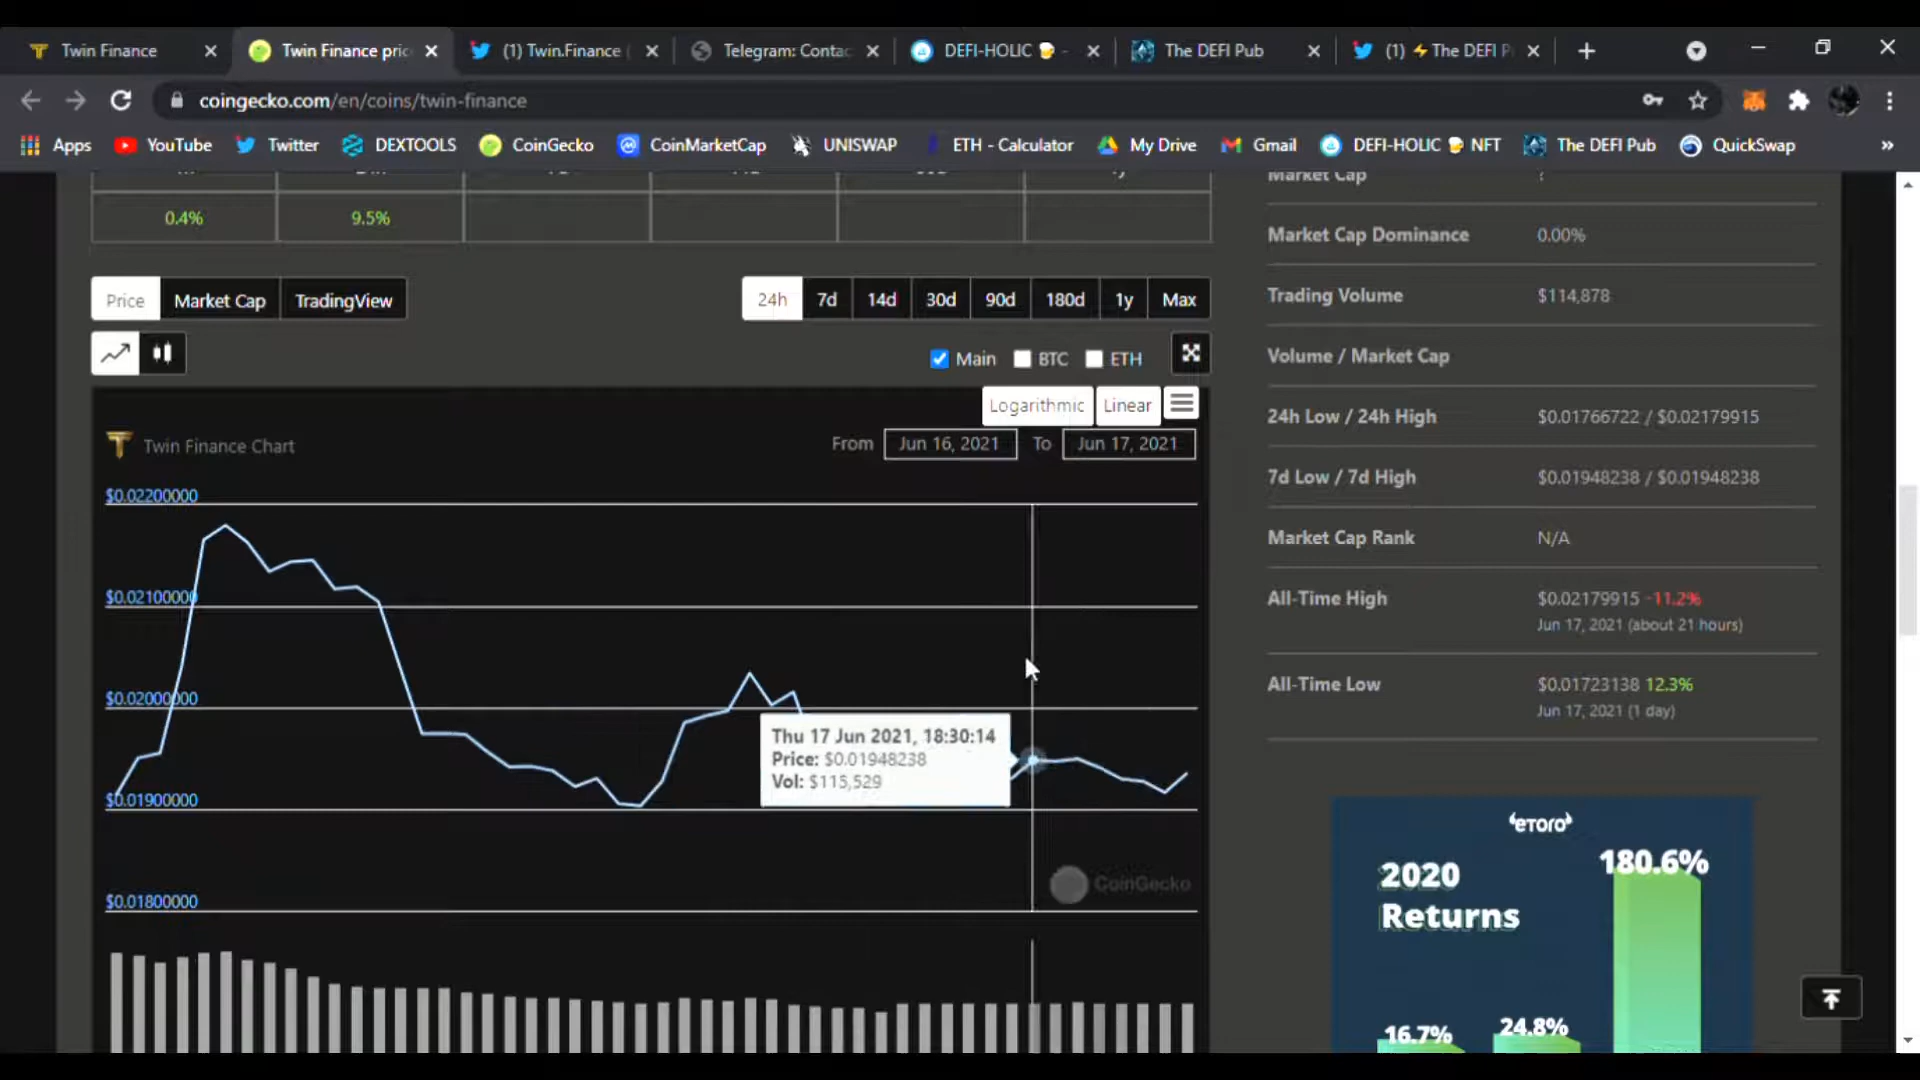 Twin Finance
Twin Finance pric
(1) Twin.Finance (
Telegram: Contac
DEFI-HOLIC 🍺 -
The DEFI Pub
(1) ⚡The DEFI P
coingecko.com/en/coins/twin-finance
Apps
YouTube
Twitter
DEXTOOLS
CoinGecko
CoinMarketCap
UNISWAP
ETH - Calculator
My Drive
Gmail
DEFI-HOLIC 🍺 NFT
The DEFI Pub
QuickSwap
»
0.4%
9.5%
Price
Market Cap
TradingView
24h
7d
14d
30d
90d
180d
1y
Max
Main
BTC
ETH
Logarithmic
Linear
Twin Finance Chart
From Jun 16, 2021 To Jun 17, 2021
$0.02200000
$0.02100000
$0.02000000
$0.01900000
$0.01800000
Thu 17 Jun 2021, 18:30:14
Price: $0.01948238
Vol: $115,529
CoinGecko
Market Cap ?
Market Cap Dominance 0.00%
Trading Volume $114,878
Volume / Market Cap
24h Low / 24h High $0.01766722 / $0.02179915
7d Low / 7d High $0.01948238 / $0.01948238
Market Cap Rank N/A
All-Time High $0.02179915 -11.2%
Jun 17, 2021 (about 21 hours)
All-Time Low $0.01723138 12.3%
Jun 17, 2021 (1 day)
eToro
2020
Returns
180.6%
16.7%
24.8%